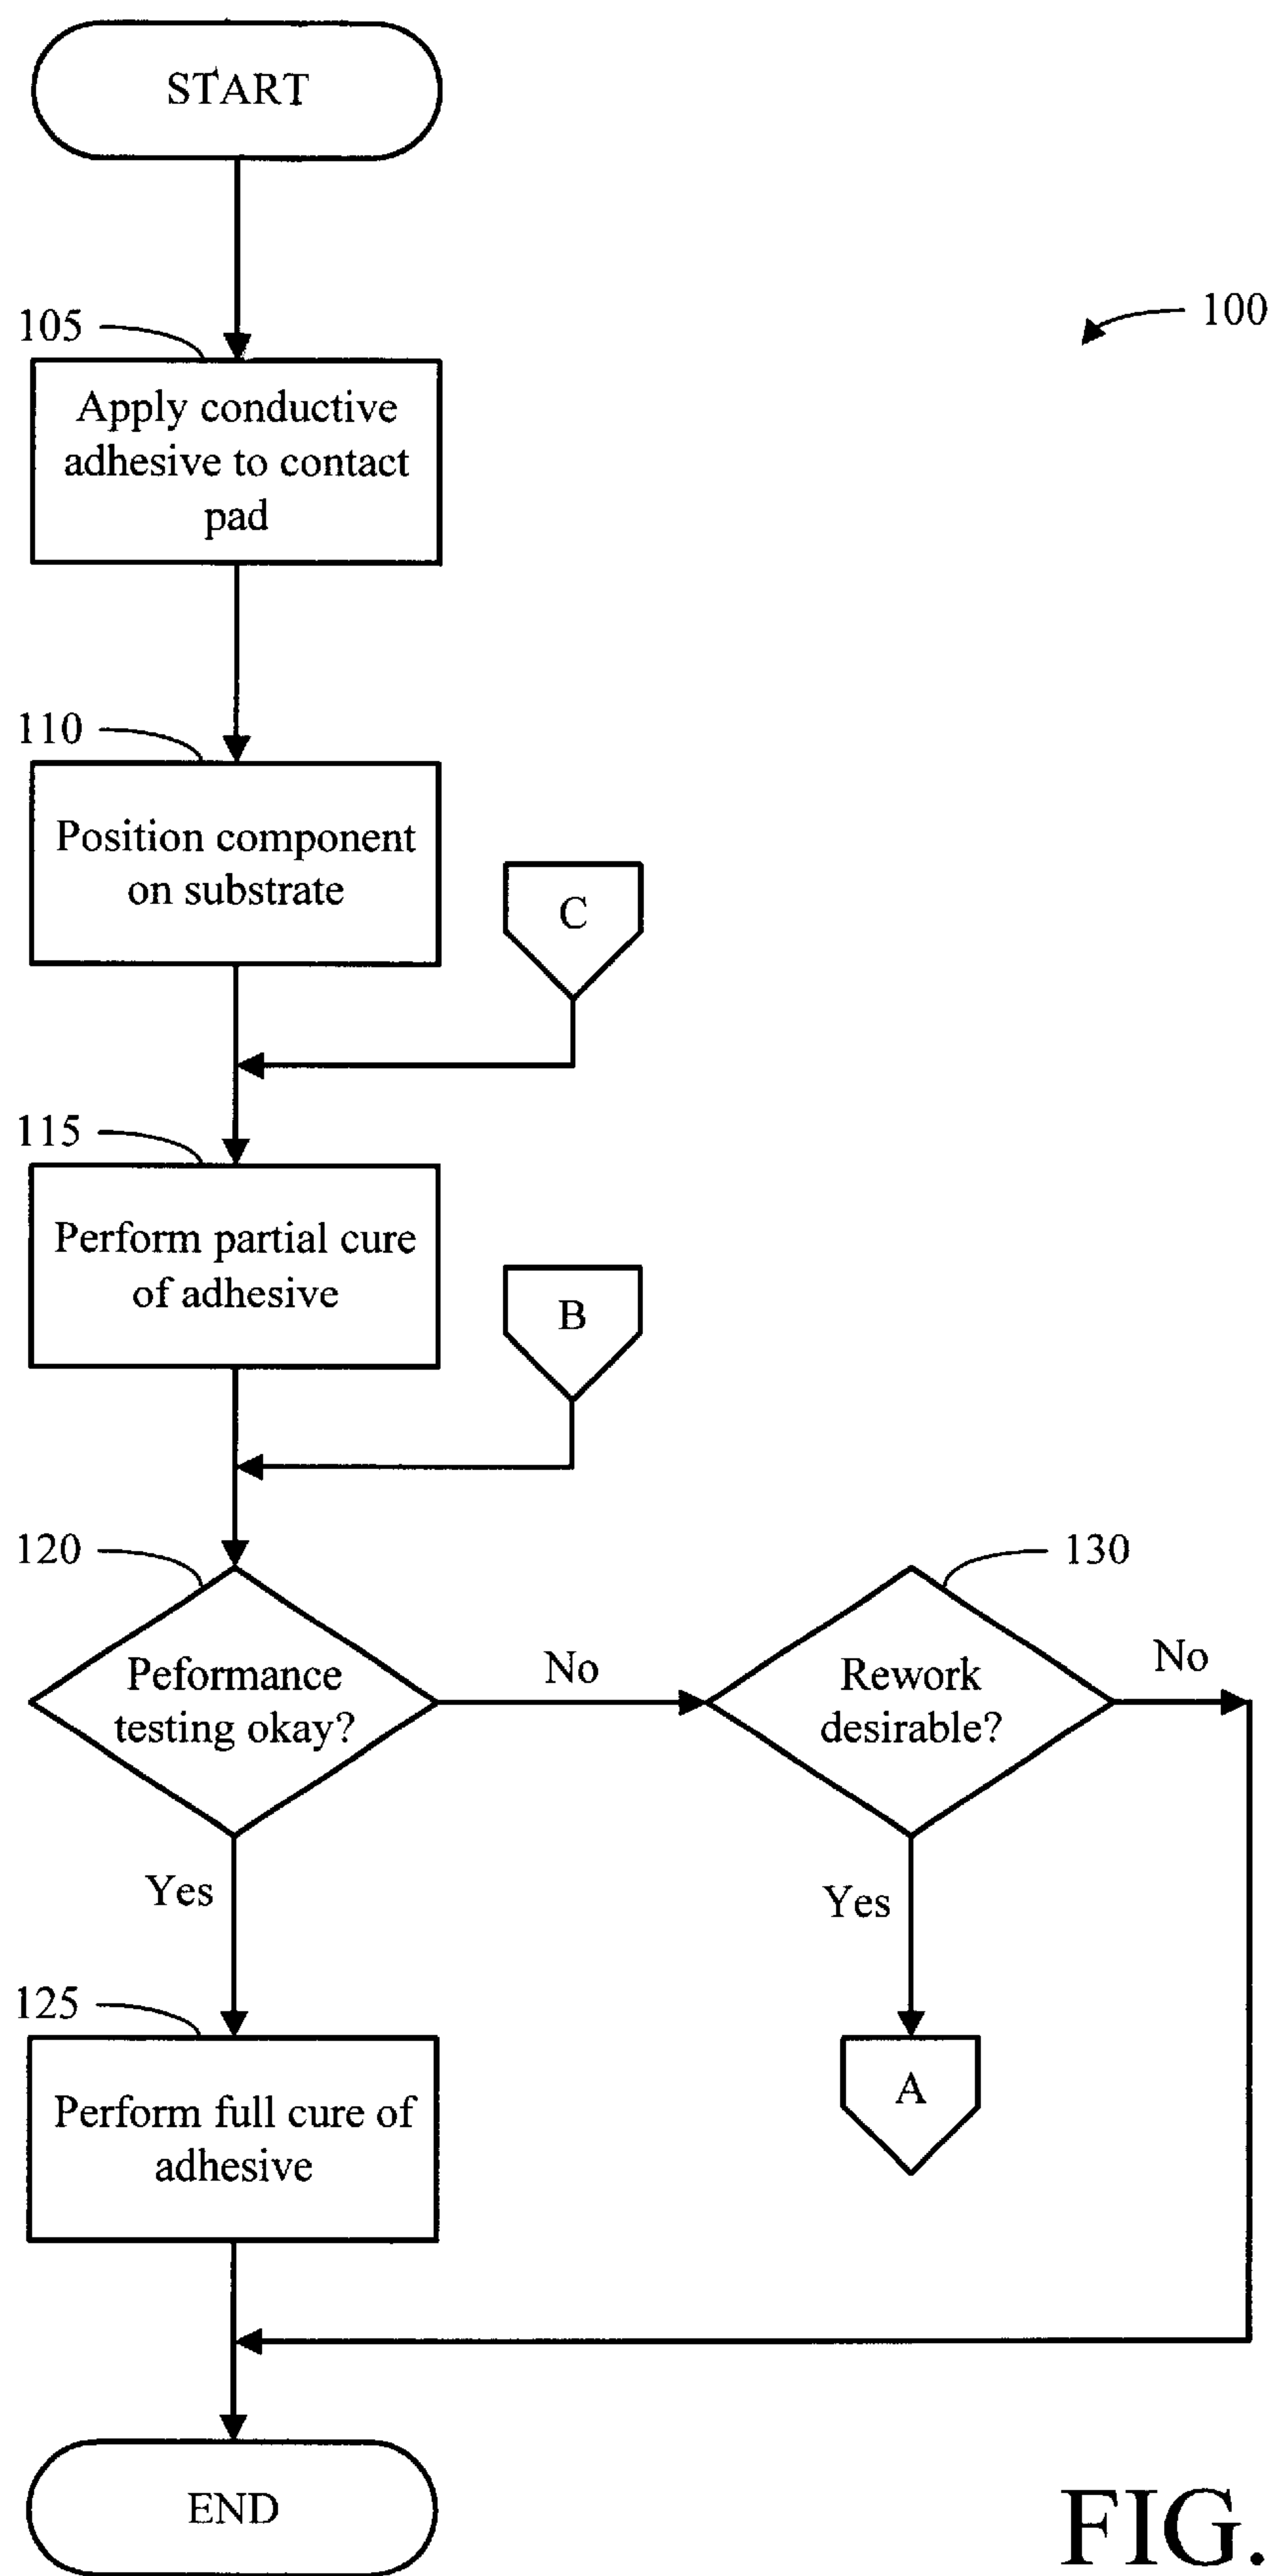 START
100
105
Apply conductive
adhesive to contact
pad
110
Position component
on substrate
C
115
Perform partial cure
of adhesive
B
120
Peformance
testing okay?
No
130
Rework
desirable?
No
Yes
Yes
125
Perform full cure of
adhesive
A
END
FIG.